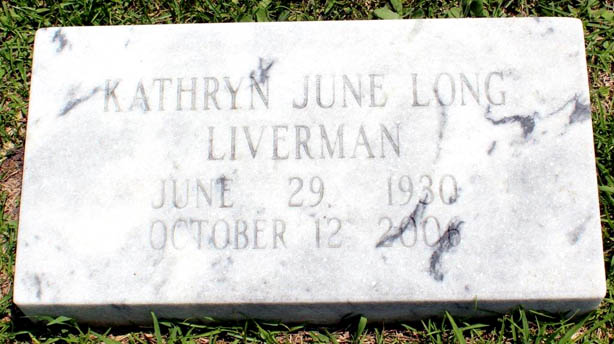 KATHRYN JUNE LONG
LIVERMAN
JUNE 29, 1930
OCTOBER 12 2006